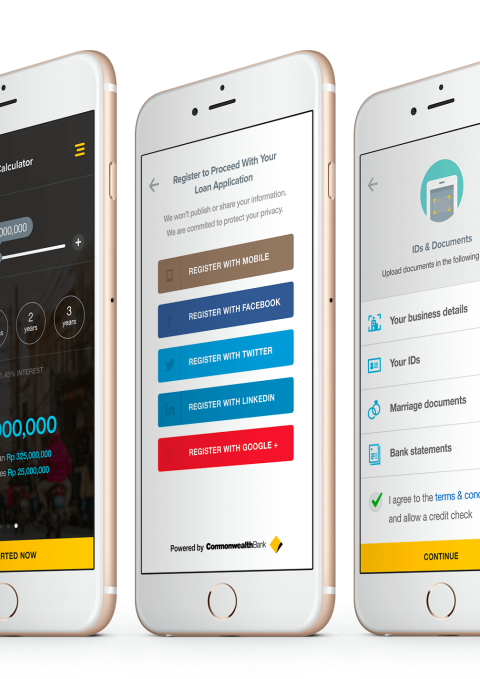 Calculator
000,000
+
2
years
3
years
1.45% INTEREST
000,000
Rp 325,000,000
Rp 25,000,000
RTED NOW
Register to Proceed With Your
Loan Application
We won't publish or share your information.
We are commited to protect your privacy.
REGISTER WITH MOBILE
REGISTER WITH FACEBOOK
REGISTER WITH TWITTER
REGISTER WITH LINKEDIN
REGISTER WITH GOOGLE +
Powered by CommonwealthBank
IDs & Documents
Upload documents in the following
Your business details
Your IDs
Marriage documents
Bank statements
I agree to the terms & cond
and allow a credit check
CONTINUE